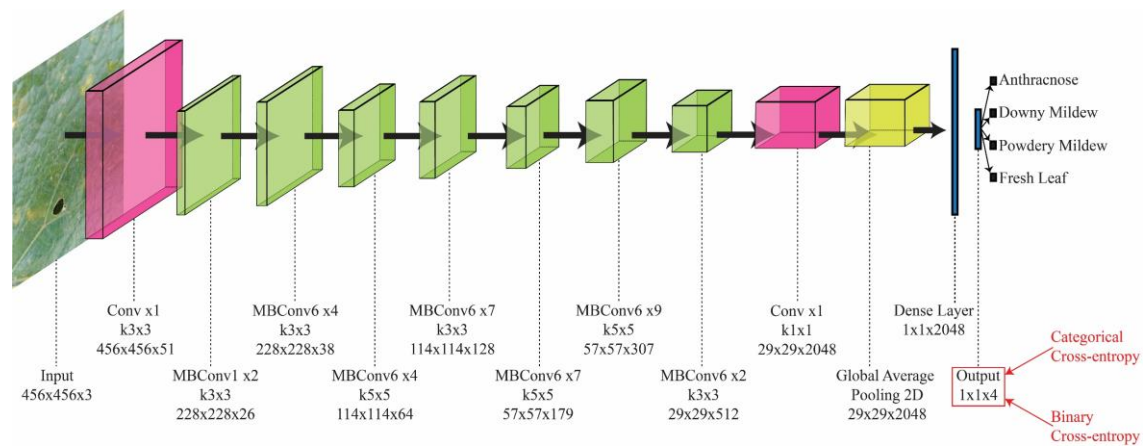 Anthracnose
Downy Mildew
Powdery Mildew
Fresh Leaf
Input
456x456x3
Conv x1
k3x3
456x456x51
MBConv1 x2
k3x3
228x228x26
MBConv6 x4
k3x3
228x228x38
MBConv6 x4
k5x5
114x114x64
MBConv6 x7
k3x3
114x114x128
MBConv6 x7
k5x5
57x57x179
MBConv6 x9
k5x5
57x57x307
MBConv6 x2
k3x3
29x29x512
Conv x1
k1x1
29x29x2048
Global Average
Pooling 2D
29x29x2048
Dense Layer
1x1x2048
Output
1x1x4
Categorical
Cross-entropy
Binary
Cross-entropy